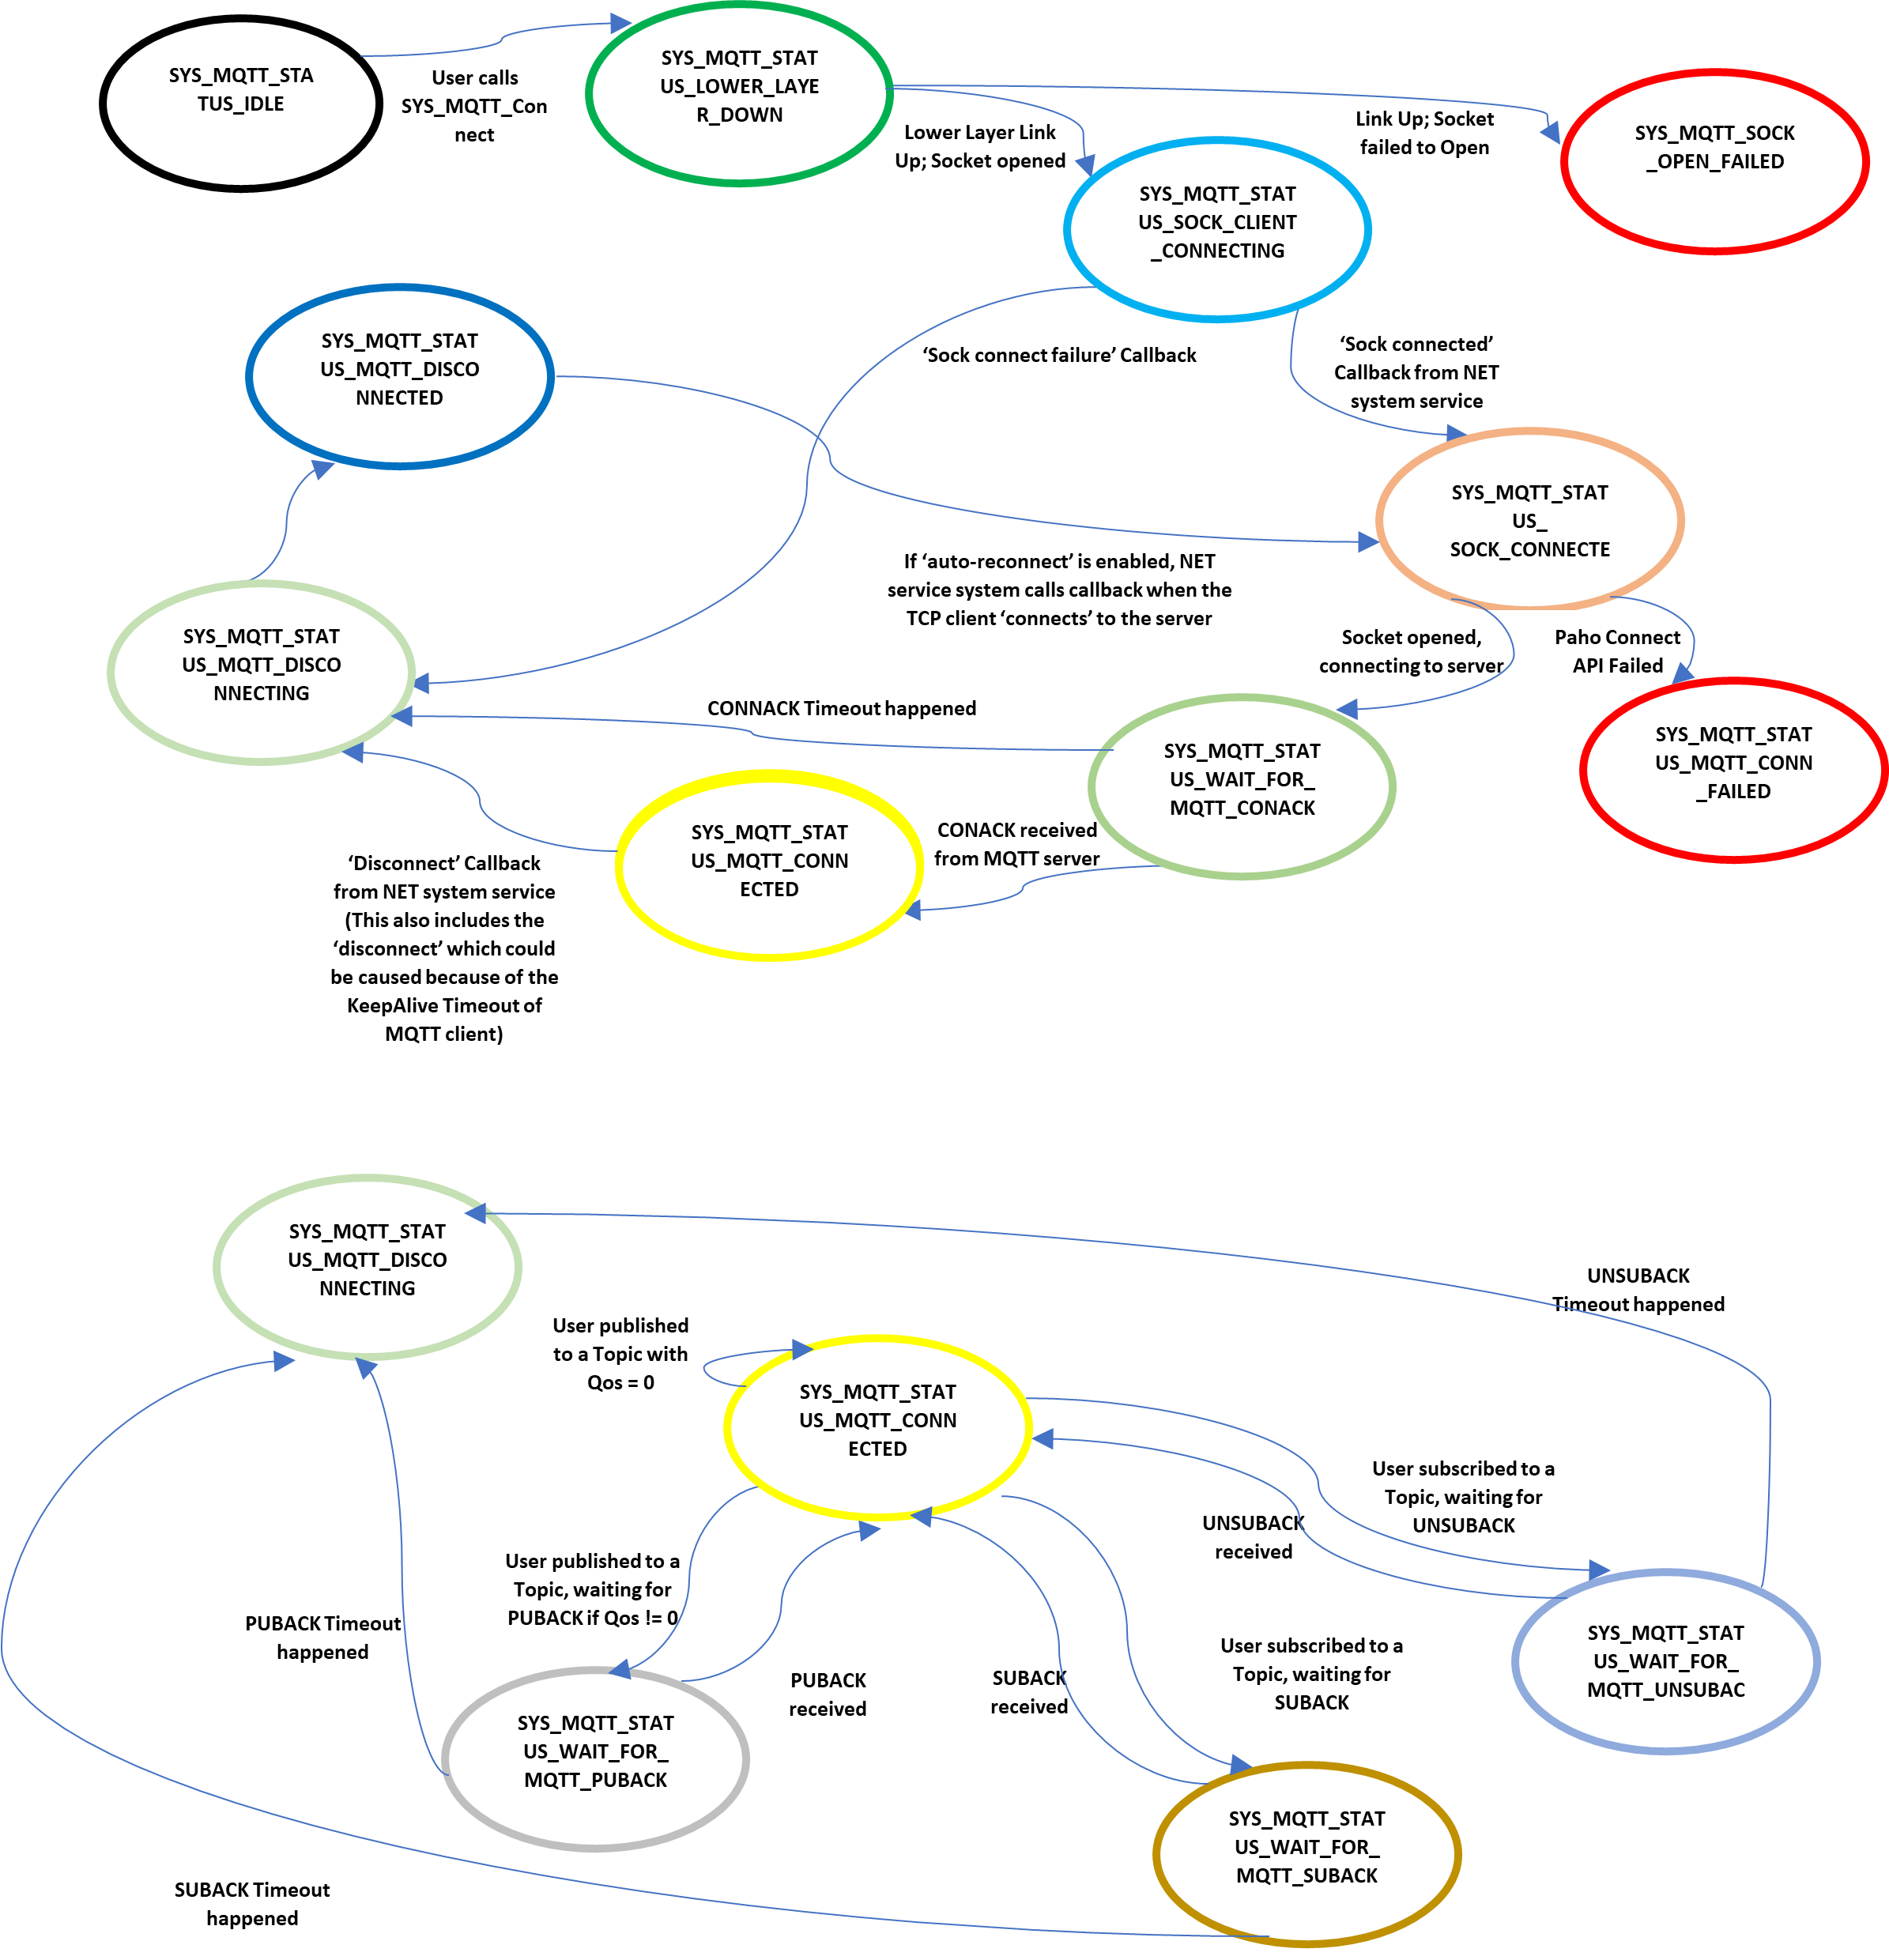 SYS_MQTT_STA
TUS_IDLE
User calls
SYS_MQTT_Con
nect
SYS_MQTT_STAT
US_LOWER_LAYE
R_DOWN
Lower Layer Link
Up; Socket opened
Link Up; Socket
failed to Open
SYS_MQTT_SOCK
_OPEN_FAILED
SYS_MQTT_STAT
US_SOCK_CLIENT
_CONNECTING
SYS_MQTT_STAT
US_MQTT_DISCO
NNECTED
‘Sock connect failure’ Callback
‘Sock connected’
Callback from NET
system service
SYS_MQTT_STAT
US_
SOCK_CONNECTE
If ‘auto-reconnect’ is enabled, NET
service system calls callback when the
TCP client ‘connects’ to the server
SYS_MQTT_STAT
US_MQTT_DISCO
NNECTING
Socket opened,
connecting to server
Paho Connect
API Failed
CONNACK Timeout happened
SYS_MQTT_STAT
US_WAIT_FOR_
MQTT_CONACK
SYS_MQTT_STAT
US_MQTT_CONN
_FAILED
SYS_MQTT_STAT
US_MQTT_CONN
ECTED
CONACK received
from MQTT server
‘Disconnect’ Callback
from NET system service
(This also includes the
‘disconnect’ which could
be caused because of the
KeepAlive Timeout of
MQTT client)
SYS_MQTT_STAT
US_MQTT_DISCO
NNECTING
UNSUBACK
Timeout happened
User published
to a Topic with
Qos = 0
SYS_MQTT_STAT
US_MQTT_CONN
ECTED
User subscribed to a
Topic, waiting for
UNSUBACK
UNSUBACK
received
User published to a
Topic, waiting for
PUBACK if Qos != 0
PUBACK Timeout
happened
PUBACK
received
SUBACK
received
User subscribed to a
Topic, waiting for
SUBACK
SYS_MQTT_STAT
US_WAIT_FOR_
MQTT_UNSUBAC
SYS_MQTT_STAT
US_WAIT_FOR_
MQTT_PUBACK
SYS_MQTT_STAT
US_WAIT_FOR_
MQTT_SUBACK
SUBACK Timeout
happened